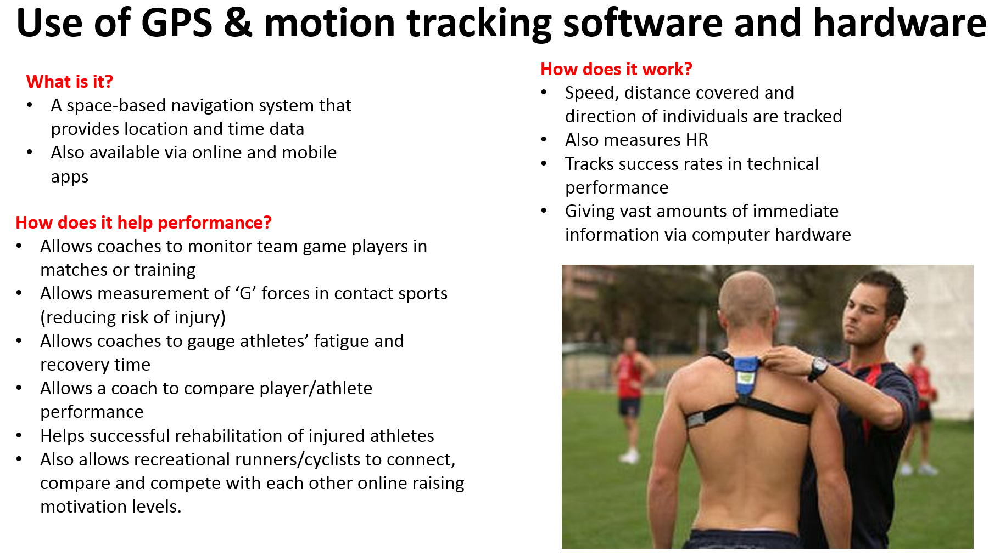 Use of GPS & motion tracking software and hardware
What is it?
• A space-based navigation system that
provides location and time data
• Also available via online and mobile
apps
How does it help performance?
• Allows coaches to monitor team game players in
matches or training
• Allows measurement of ‘G’ forces in contact sports
(reducing risk of injury)
• Allows coaches to gauge athletes’ fatigue and
recovery time
• Allows a coach to compare player/athlete
performance
• Helps successful rehabilitation of injured athletes
• Also allows recreational runners/cyclists to connect,
compare and compete with each other online raising
motivation levels.
How does it work?
• Speed, distance covered and
direction of individuals are tracked
• Also measures HR
• Tracks success rates in technical
performance
• Giving vast amounts of immediate
information via computer hardware